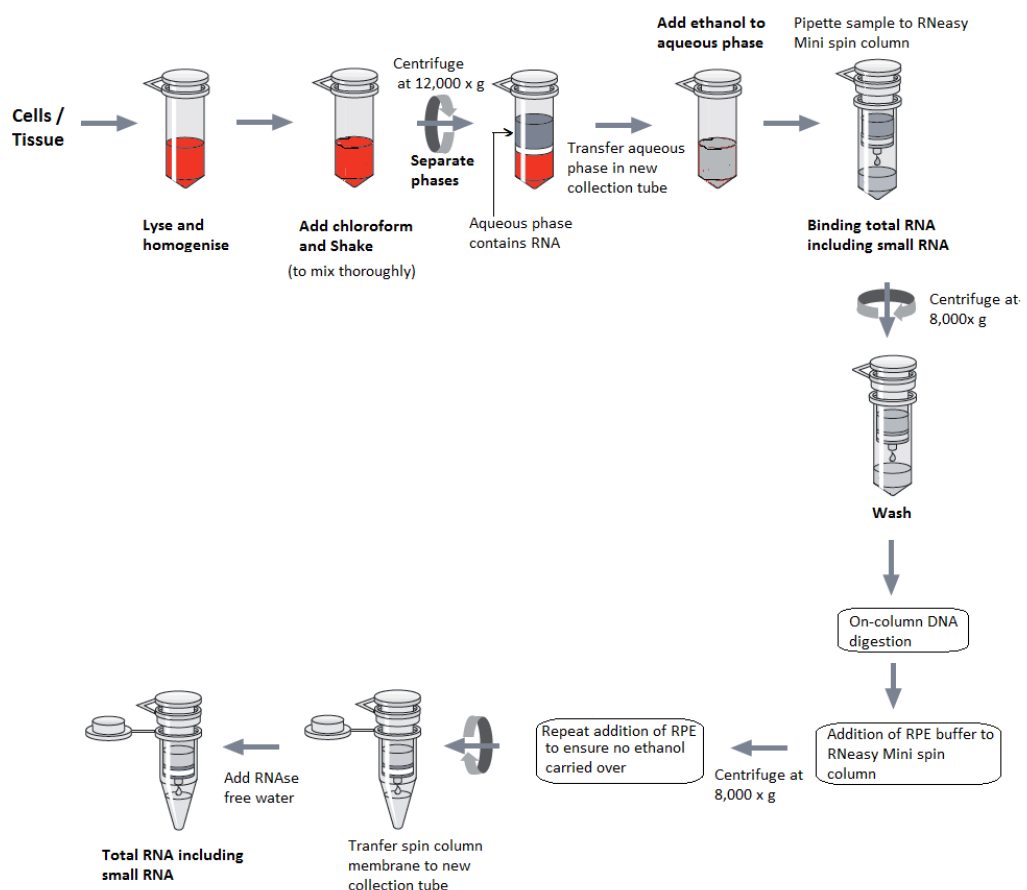 Cells /
Tissue
Lyse and
homogenise
Add chloroform
and Shake
(to mix thoroughly)
Centrifuge
at 12,000 x g
Separate
phases
Aqueous phase
contains RNA
Transfer aqueous
phase in new
collection tube
Add ethanol to
aqueous phase
Pipette sample to RNeasy
Mini spin column
Binding total RNA
including small RNA
Centrifuge at
8,000x g
Wash
On-column DNA
digestion
Addition of RPE buffer to
RNeasy Mini spin
column
Centrifuge at
8,000 x g
Repeat addition of RPE
to ensure no ethanol
carried over
Tranfer spin column
membrane to new
collection tube
Add RNAse
free water
Total RNA including
small RNA